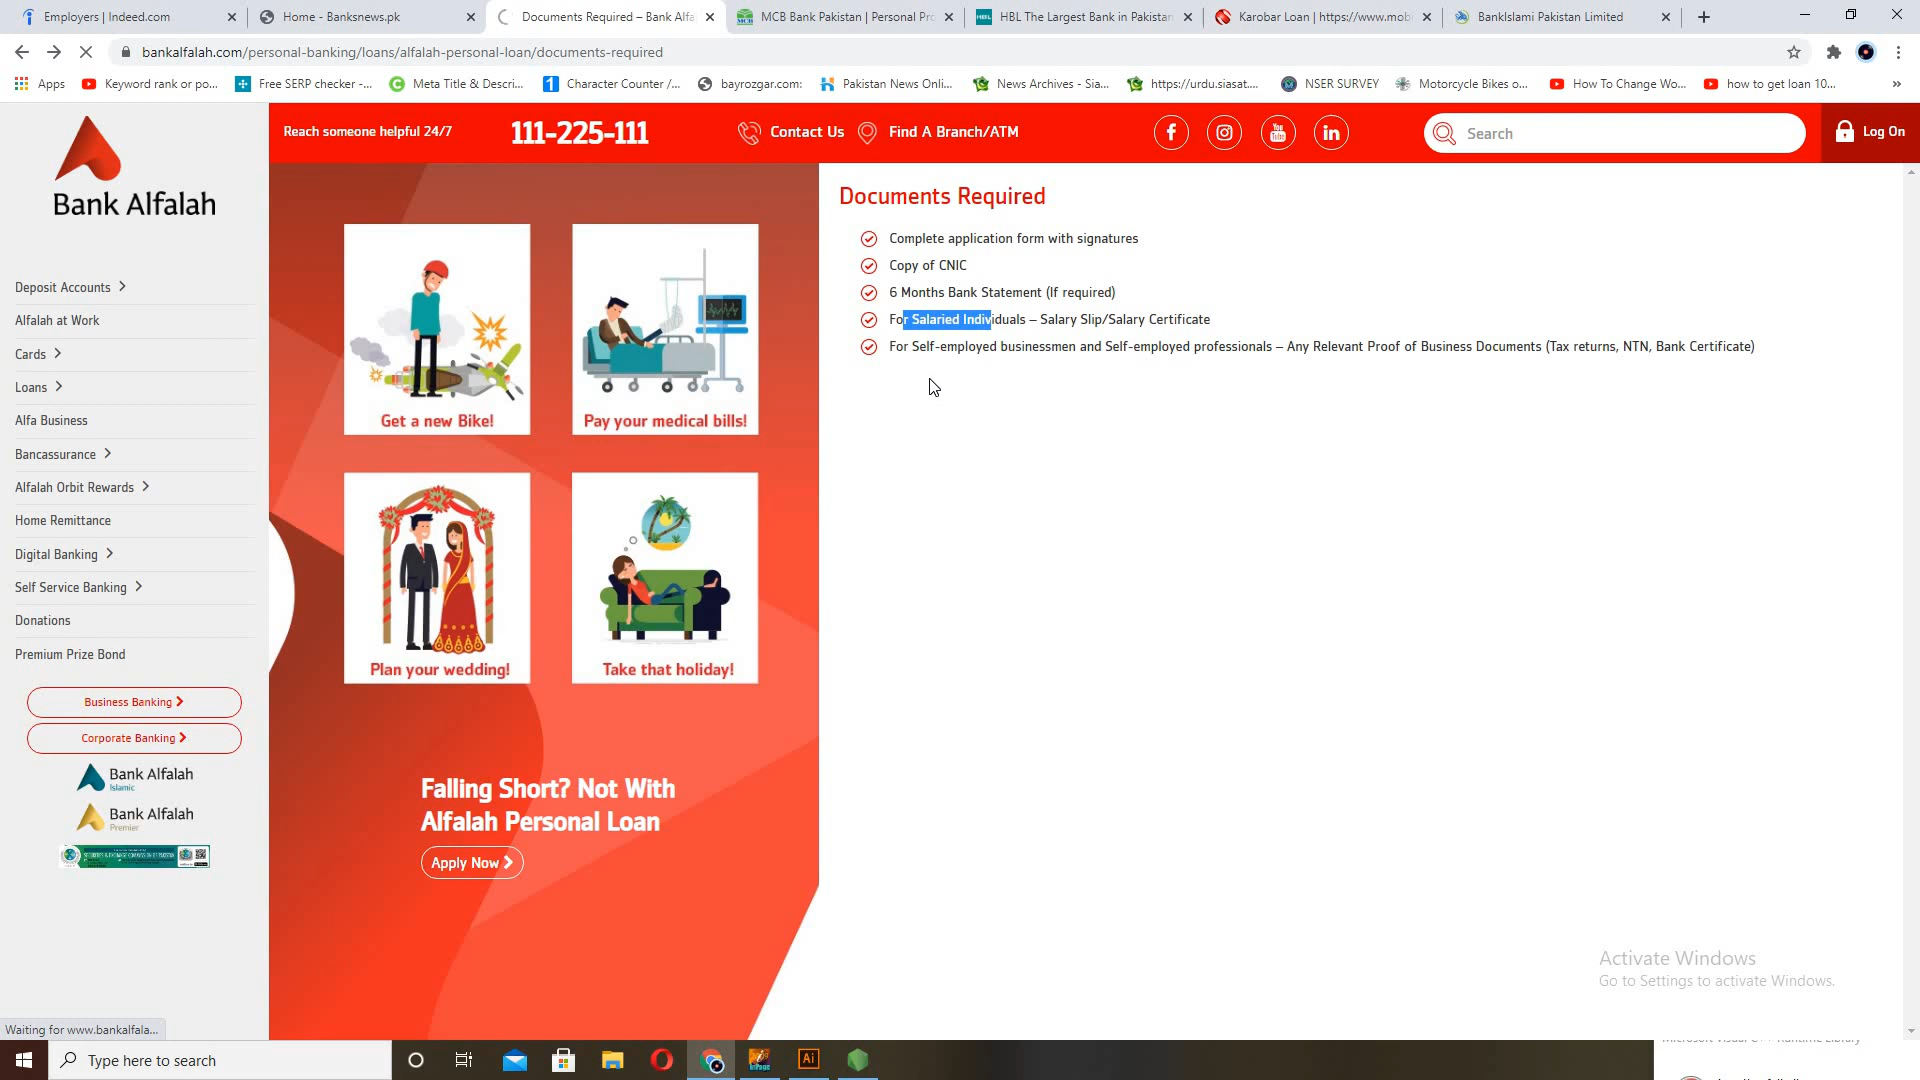 Employers | Indeed.com
Home - Banksnews.pk
Documents Required – Bank Alfa
MCB Bank Pakistan | Personal Pro
HBL The Largest Bank in Pakistan
Karobar Loan | https://www.mobi
BankIslami Pakistan Limited
bankalfalah.com/personal-banking/loans/alfalah-personal-loan/documents-required
Apps
Keyword rank or po...
Free SERP checker -...
Meta Title & Descri...
Character Counter /...
bayrozgar.com:
Pakistan News Onli...
News Archives - Sia...
https://urdu.siasat....
NSER SURVEY
Motorcycle Bikes o...
How To Change Wo...
how to get loan 10...
»
Reach someone helpful 24/7
111-225-111
Contact Us
Find A Branch/ATM
Search
Log On
Bank Alfalah
Deposit Accounts
Alfalah at Work
Cards
Loans
Alfa Business
Bancassurance
Alfalah Orbit Rewards
Home Remittance
Digital Banking
Self Service Banking
Donations
Premium Prize Bond
Business Banking
Corporate Banking
Bank Alfalah
Islamic
Bank Alfalah
Premier
Get a new Bike!
Pay your medical bills!
Plan your wedding!
Take that holiday!
Falling Short? Not With
Alfalah Personal Loan
Apply Now
Documents Required
Complete application form with signatures
Copy of CNIC
6 Months Bank Statement (If required)
For Salaried Individuals – Salary Slip/Salary Certificate
For Self-employed businessmen and Self-employed professionals – Any Relevant Proof of Business Documents (Tax returns, NTN, Bank Certificate)
Activate Windows
Go to Settings to activate Windows.
Waiting for www.bankalfala...
Type here to search
Ai